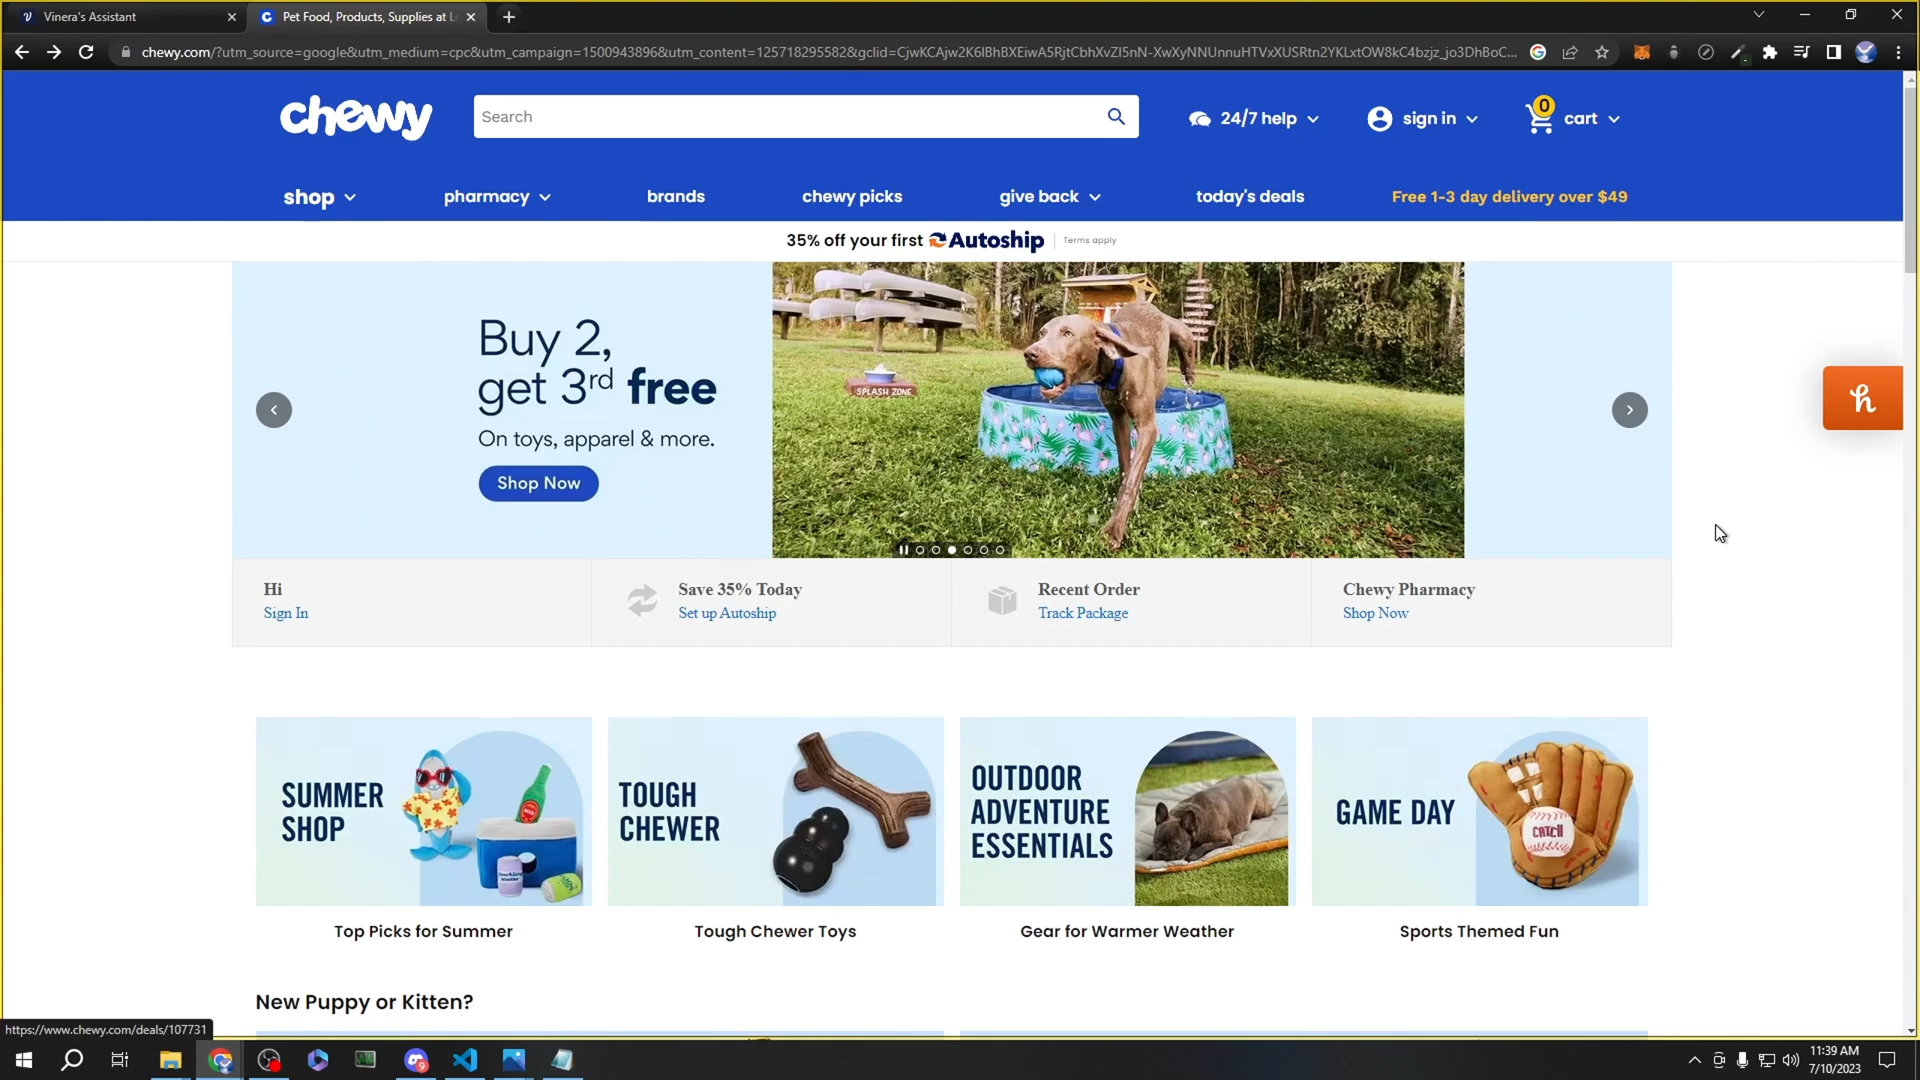 Vinera's Assistant
Pet Food, Products, Supplies at L
chewy.com/?utm_source=google&utm_medium=cpc&utm_campaign=1500943896&utm_content=125718295582&gclid=CjwKCAjw2K6lBhBXEiwA5RjtCbhXvZI5nN-XwXyNNUnnuHTVxXUSRtn2YKLxtOW8kC4bzjz_jo3DhBoC...
chewy
Search
24/7 help
sign in
0
cart
shop
pharmacy
brands
chewy picks
give back
today's deals
Free 1-3 day delivery over $49
35% off your first Autoship
Terms apply
Buy 2,
get 3rd free
On toys, apparel & more.
Shop Now
SPLASH ZONE
Hi
Sign In
Save 35% Today
Set up Autoship
Recent Order
Track Package
Chewy Pharmacy
Shop Now
SUMMER
SHOP
TOUGH
CHEWER
OUTDOOR
ADVENTURE
ESSENTIALS
GAME DAY
CATCH
Top Picks for Summer
Tough Chewer Toys
Gear for Warmer Weather
Sports Themed Fun
New Puppy or Kitten?
https://www.chewy.com/deals/107731
9
11:39 AM
7/10/2023